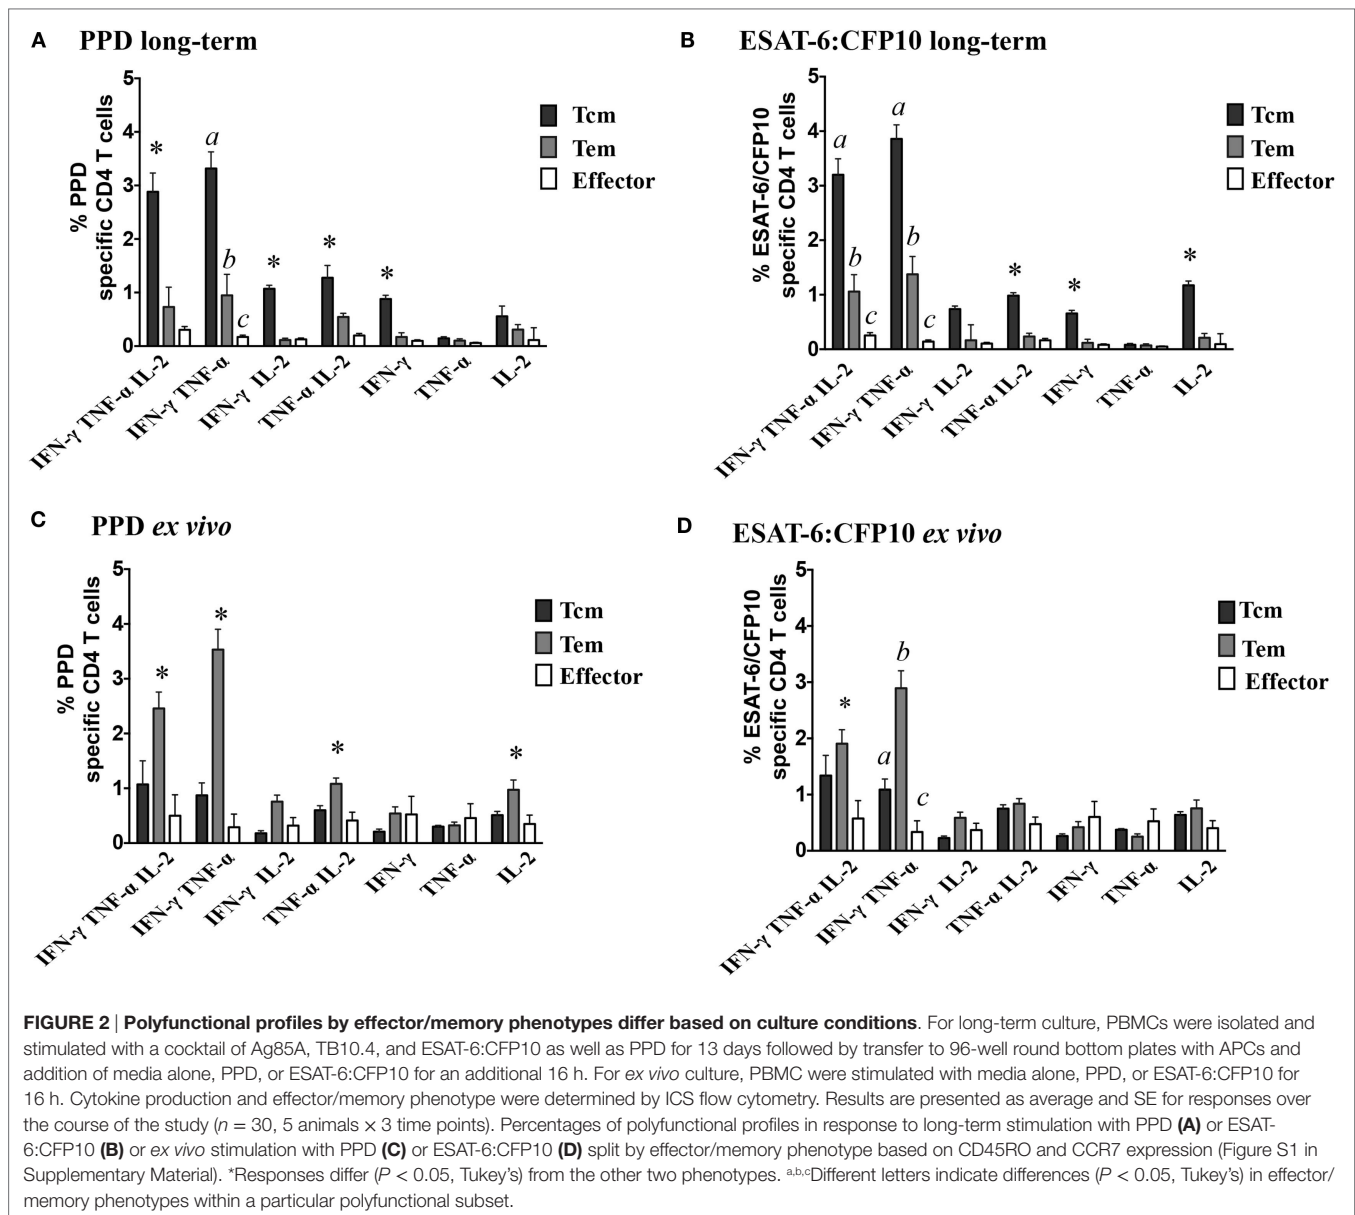 A PPD long-term
% PPD
specific CD4 T cells
5
4
3
2
1
0
* a b c * * *
Tcm
Tem
Effector
IFN-γ TNF-α IL-2
IFN-γ TNF-α
IFN-γ IL-2
TNF-α IL-2
IFN-γ
TNF-α
IL-2
B ESAT-6:CFP10 long-term
% ESAT-6/CFP10
specific CD4 T cells
5
4
3
2
1
0
a b c a b c * * *
Tcm
Tem
Effector
IFN-γ TNF-α IL-2
IFN-γ TNF-α
IFN-γ IL-2
TNF-α IL-2
IFN-γ
TNF-α
IL-2
C PPD ex vivo
% PPD
specific CD4 T cells
5
4
3
2
1
0
* * * *
Tcm
Tem
Effector
IFN-γ TNF-α IL-2
IFN-γ TNF-α
IFN-γ IL-2
TNF-α IL-2
IFN-γ
TNF-α
IL-2
D ESAT-6:CFP10 ex vivo
% ESAT-6/CFP10
specific CD4 T cells
5
4
3
2
1
0
* a b c
Tcm
Tem
Effector
IFN-γ TNF-α IL-2
IFN-γ TNF-α
IFN-γ IL-2
TNF-α IL-2
IFN-γ
TNF-α
IL-2
FIGURE 2 | Polyfunctional profiles by effector/memory phenotypes differ based on culture conditions. For long-term culture, PBMCs were isolated and
stimulated with a cocktail of Ag85A, TB10.4, and ESAT-6:CFP10 as well as PPD for 13 days followed by transfer to 96-well round bottom plates with APCs and
addition of media alone, PPD, or ESAT-6:CFP10 for an additional 16 h. For ex vivo culture, PBMC were stimulated with media alone, PPD, or ESAT-6:CFP10 for
16 h. Cytokine production and effector/memory phenotype were determined by ICS flow cytometry. Results are presented as average and SE for responses over
the course of the study (n = 30, 5 animals × 3 time points). Percentages of polyfunctional profiles in response to long-term stimulation with PPD (A) or ESAT-
6:CFP10 (B) or ex vivo stimulation with PPD (C) or ESAT-6:CFP10 (D) split by effector/memory phenotype based on CD45RO and CCR7 expression (Figure S1 in
Supplementary Material). *Responses differ (P < 0.05, Tukey's) from the other two phenotypes. a,b,cDifferent letters indicate differences (P < 0.05, Tukey's) in effector/
memory phenotypes within a particular polyfunctional subset.